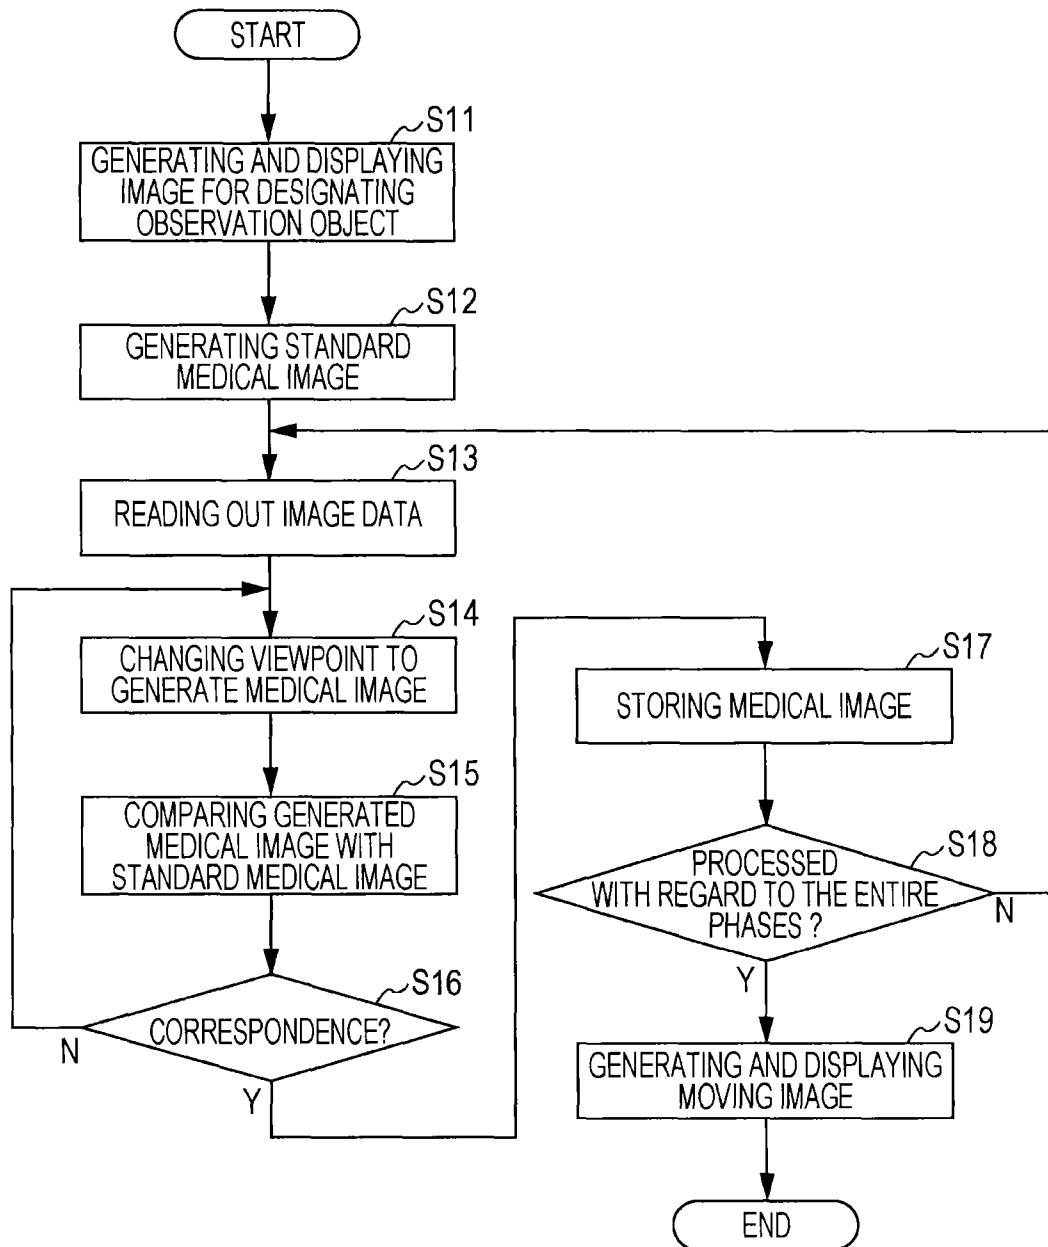 START
S11
GENERATING AND DISPLAYING
IMAGE FOR DESIGNATING
OBSERVATION OBJECT
S12
GENERATING STANDARD
MEDICAL IMAGE
S13
READING OUT IMAGE DATA
S14
CHANGING VIEWPOINT TO
GENERATE MEDICAL IMAGE
S15
COMPARING GENERATED
MEDICAL IMAGE WITH
STANDARD MEDICAL IMAGE
S16
CORRESPONDENCE?
N
Y
S17
STORING MEDICAL IMAGE
S18
PROCESSED
WITH REGARD TO THE ENTIRE
PHASES ?
N
Y
S19
GENERATING AND DISPLAYING
MOVING IMAGE
END